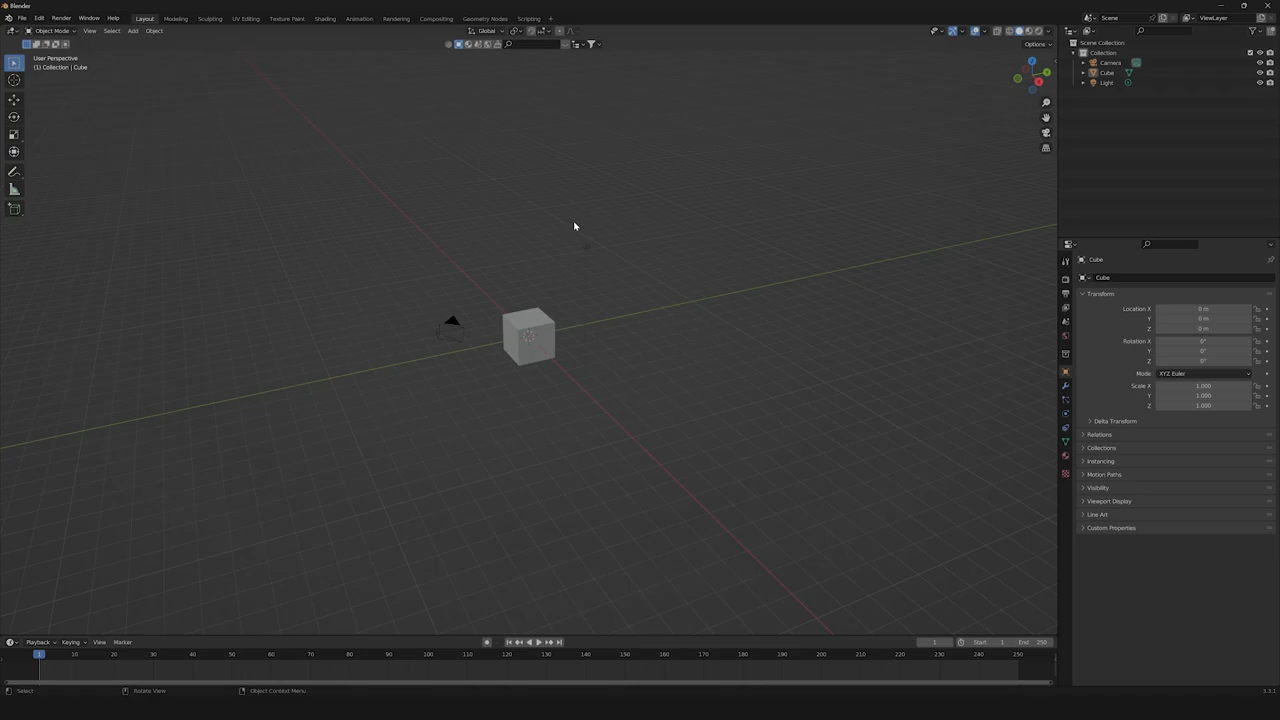 Blender
File Edit Render Window Help Layout Modeling Sculpting UV Editing Texture Paint Shading Animation Rendering Compositing Geometry Nodes Scripting + Scene ViewLayer
Object Mode View Select Add Object Global
Options
User Perspective
(1) Collection | Cube
Scene Collection
Collection
Camera
Cube
Light
Cube
Cube
Transform
Location X 0 m
Y 0 m
Z 0 m
Rotation X 0°
Y 0°
Z 0°
Mode XYZ Euler
Scale X 1.000
Y 1.000
Z 1.000
Delta Transform
Relations
Collections
Instancing
Motion Paths
Visibility
Viewport Display
Line Art
Custom Properties
Playback Keying View Marker 1 Start 1 End 250
1 10 20 30 40 50 60 70 80 90 100 110 120 130 140 150 160 170 180 190 200 210 220 230 240 250
Select Rotate View Object Context Menu 3.3.1